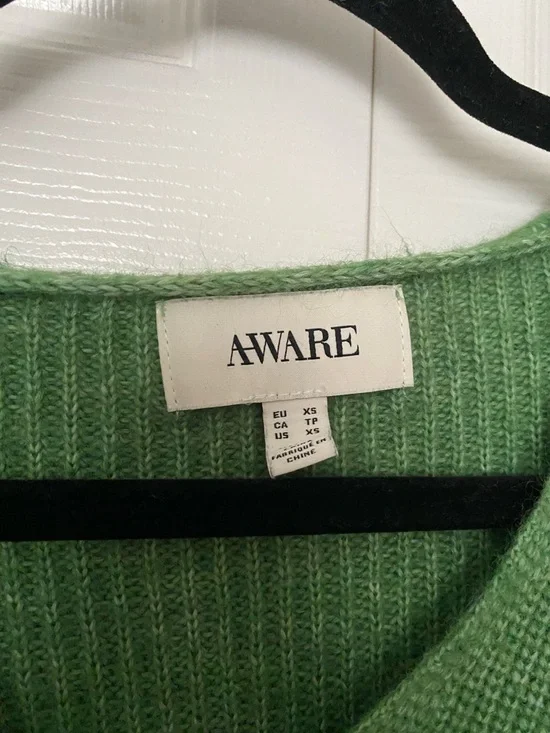 AWARE
EU XS
CA TP
US XS
FABRIQUÉ EN
CHINE